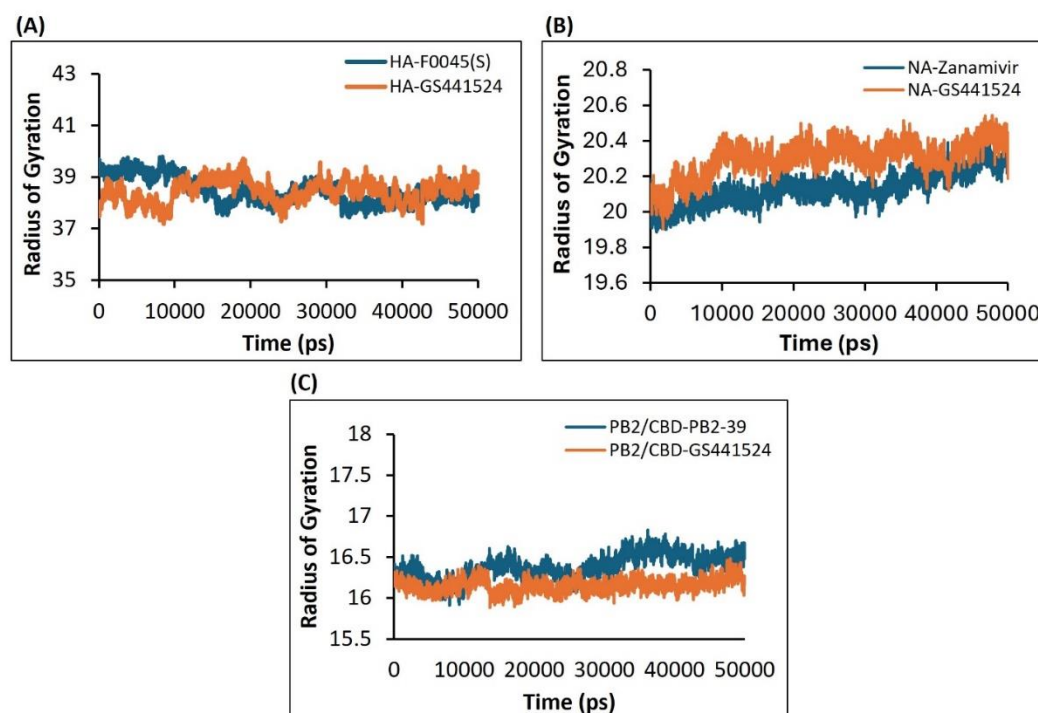 (A)
HA-F0045(S)
HA-GS441524
43
41
39
37
35
Radius of Gyration
0 10000 20000 30000 40000 50000
Time (ps)
(B)
NA-Zanamivir
NA-GS441524
20.8
20.6
20.4
20.2
20
19.8
19.6
Radius of Gyration
0 10000 20000 30000 40000 50000
Time (ps)
(C)
PB2/CBD-PB2-39
PB2/CBD-GS441524
18
17.5
17
16.5
16
15.5
Radius of Gyration
0 10000 20000 30000 40000 50000
Time (ps)